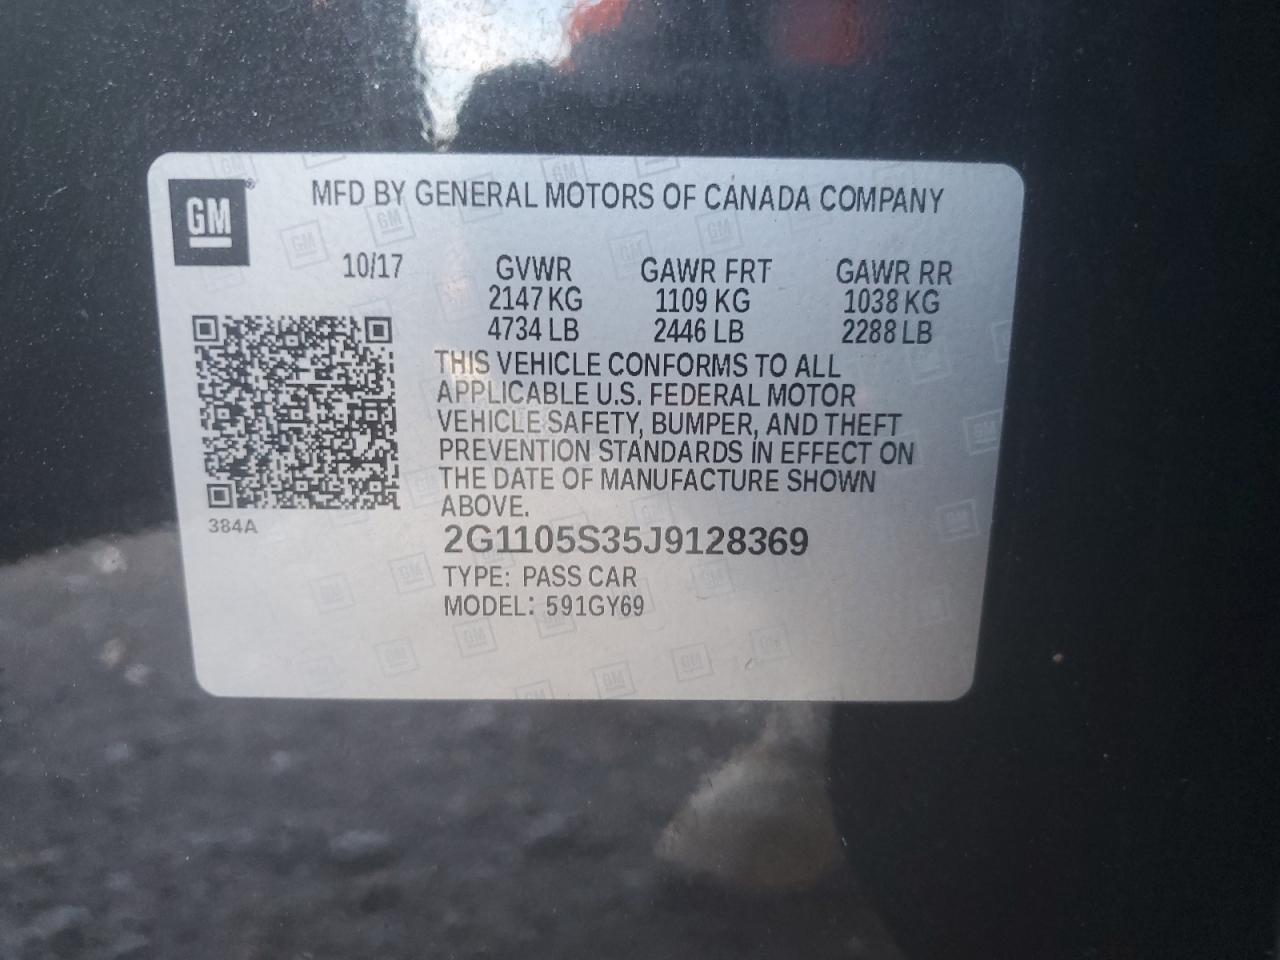 GM®
MFD BY GENERAL MOTORS OF CANADA COMPANY
10/17 GVWR GAWR FRT GAWR RR
2147 KG 1109 KG 1038 KG
4734 LB 2446 LB 2288 LB
THIS VEHICLE CONFORMS TO ALL
APPLICABLE U.S. FEDERAL MOTOR
VEHICLE SAFETY, BUMPER, AND THEFT
PREVENTION STANDARDS IN EFFECT ON
THE DATE OF MANUFACTURE SHOWN
ABOVE.
384A
2G1105S35J9128369
TYPE: PASS CAR
MODEL: 591GY69